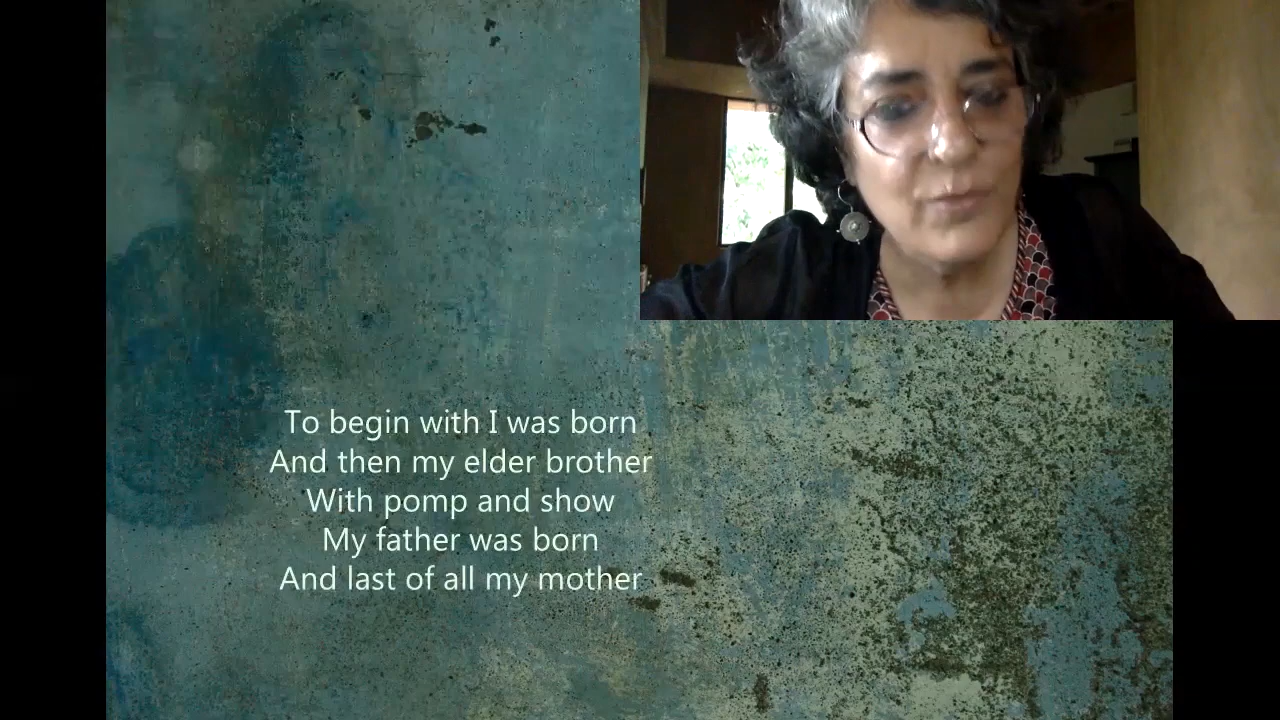 To begin with I was born
And then my elder brother
With pomp and show
My father was born
And last of all my mother